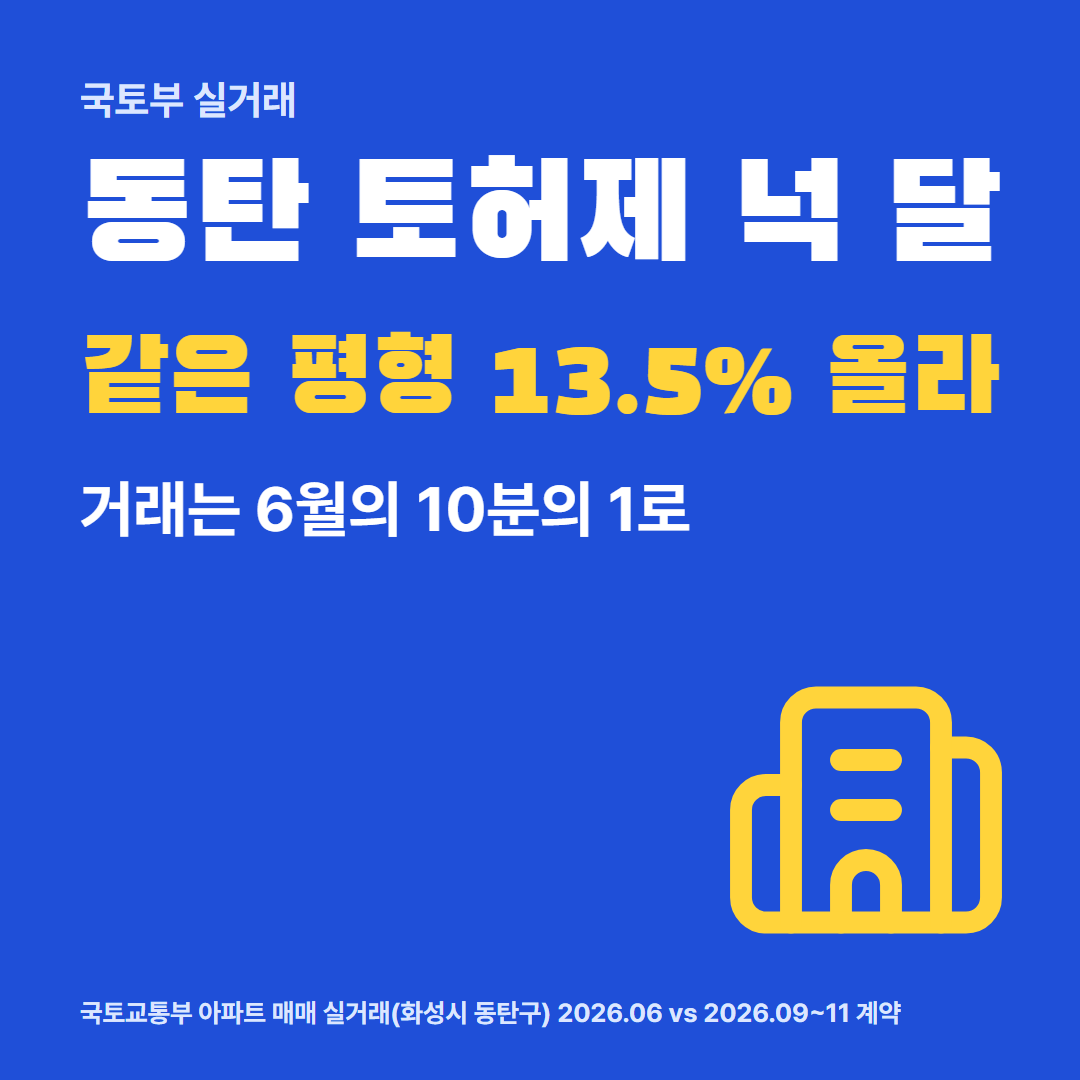 국토부 실거래
동탄 토허제 넉 달
같은 평형 13.5% 올라
거래는 6월의 10분의 1로
국토교통부 아파트 매매 실거래(화성시 동탄구) 2026.06 vs 2026.09~11 계약